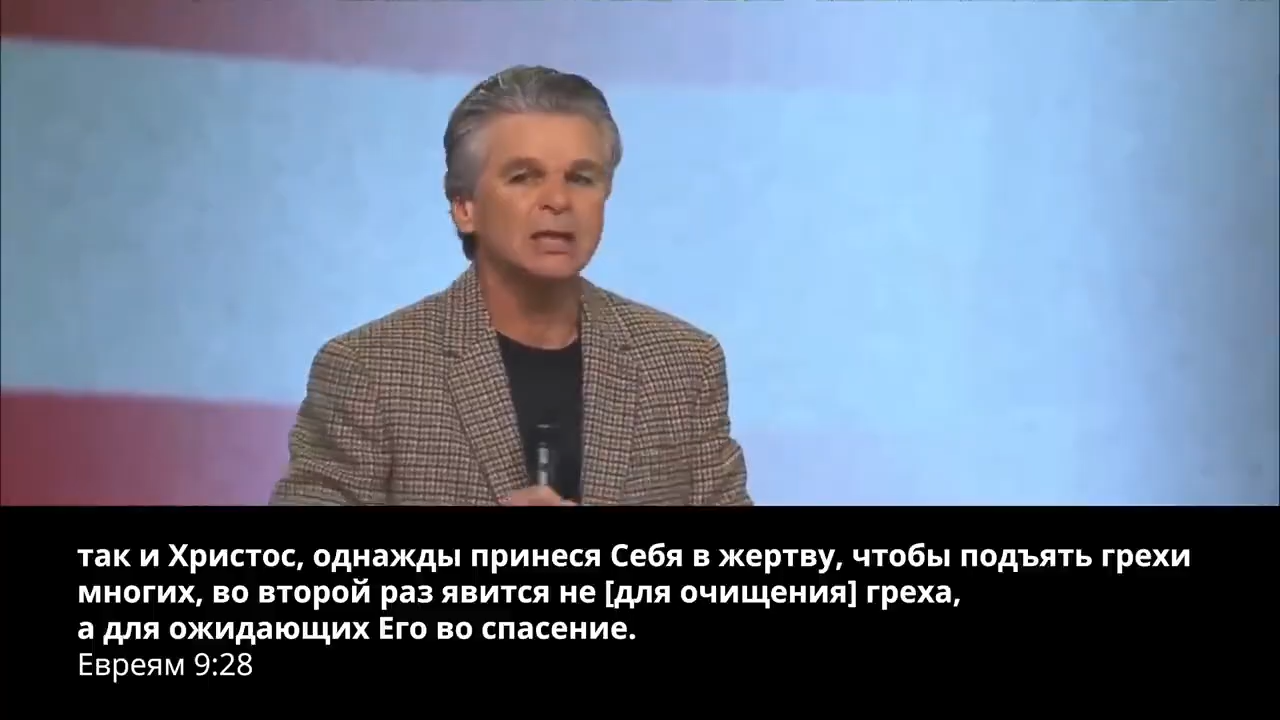 так и Христос, однажды принеся Себя в жертву, чтобы подъять грехи
многих, во второй раз явится не [для очищения] греха,
а для ожидающих Его во спасение.
Евреям 9:28